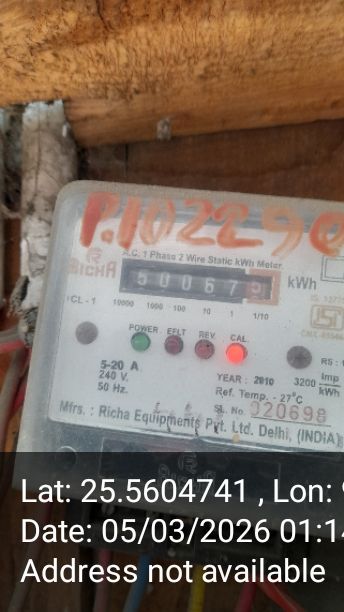 P.102290
A.C. 1 Phase 2 Wire Static kWh Meter.
RICHA
50067
kWh
CL - 1
10000 1000 100 10 1 1/10
POWER EFLT REV. CAL.
5-20 A
240 V.
50 Hz.
YEAR : 2010
3200 Imp
kWh
Ref. Temp. - 27°C
SL. No. 020698
Mfrs. : Richa Equipments Pvt. Ltd. Delhi, (INDIA)
Lat: 25.5604741 , Lon:
Date: 05/03/2026 01:14
Address not available